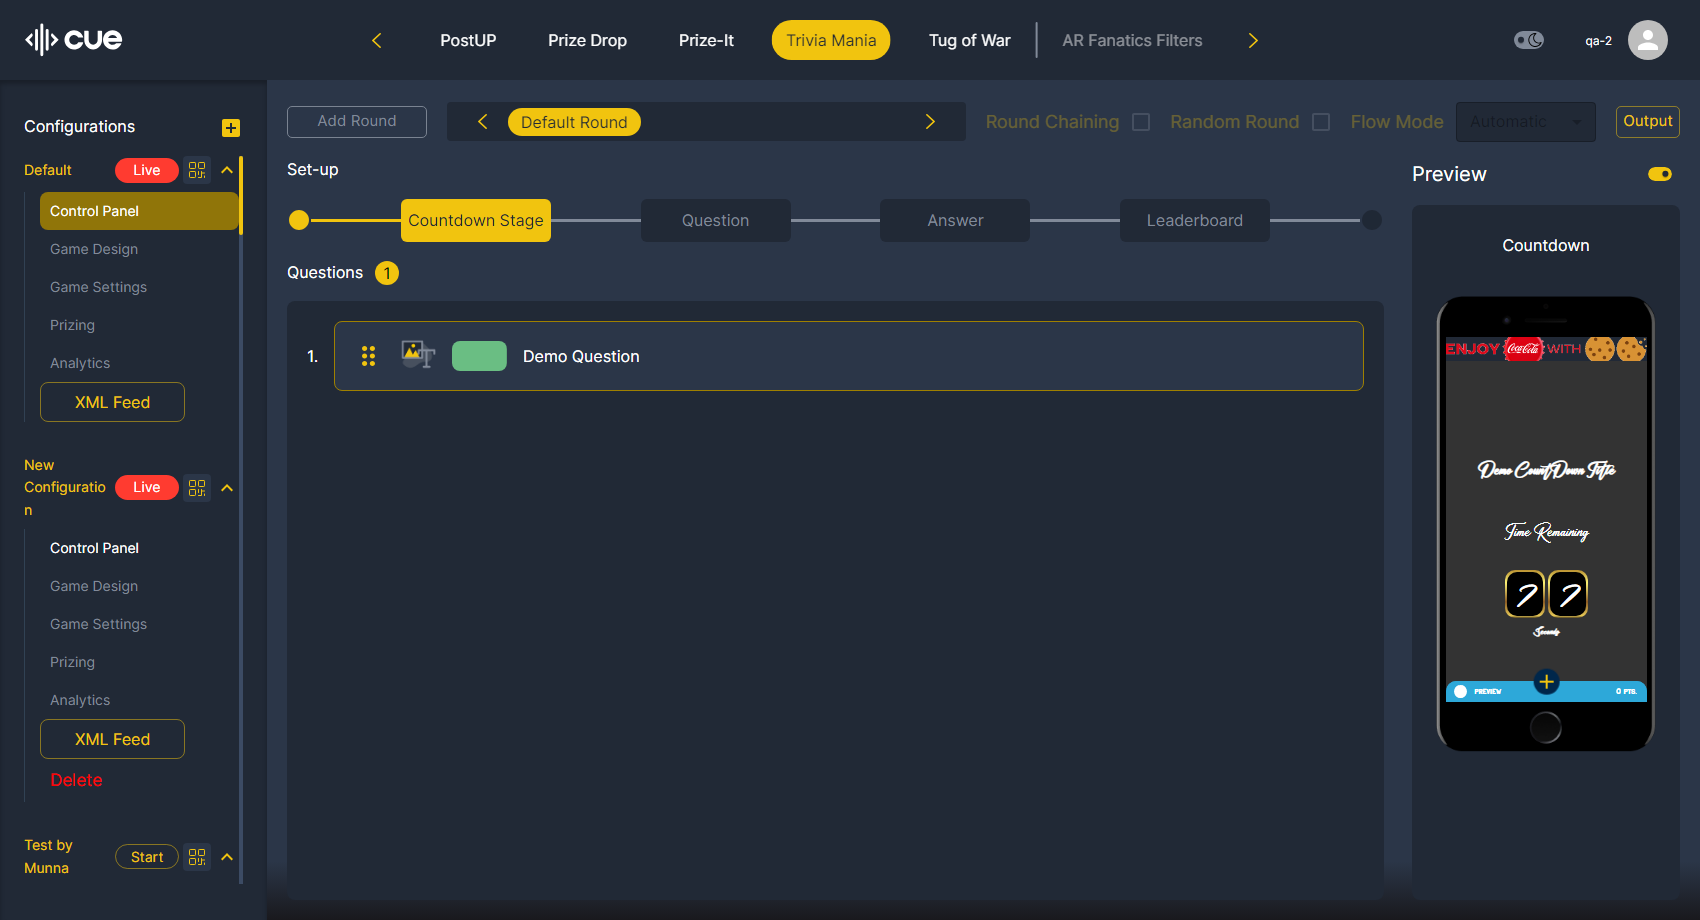 cue
PostUP
Prize Drop
Prize-It
Trivia Mania
Tug of War
AR Fanatics Filters
qa-2
Configurations
Default
Live
Control Panel
Game Design
Game Settings
Prizing
Analytics
XML Feed
New
Configuratio
n
Live
Control Panel
Game Design
Game Settings
Prizing
Analytics
XML Feed
Delete
Test by
Munna
Start
Add Round
Default Round
Round Chaining
Random Round
Flow Mode
Automatic
Output
Set-up
Countdown Stage
Question
Answer
Leaderboard
Questions 1
1. Demo Question
Preview
Countdown
ENJOY Coca-Cola WITH
Demo CountDown Title
Time Remaining
77
Seconds
PREVIEW
0 PTS.